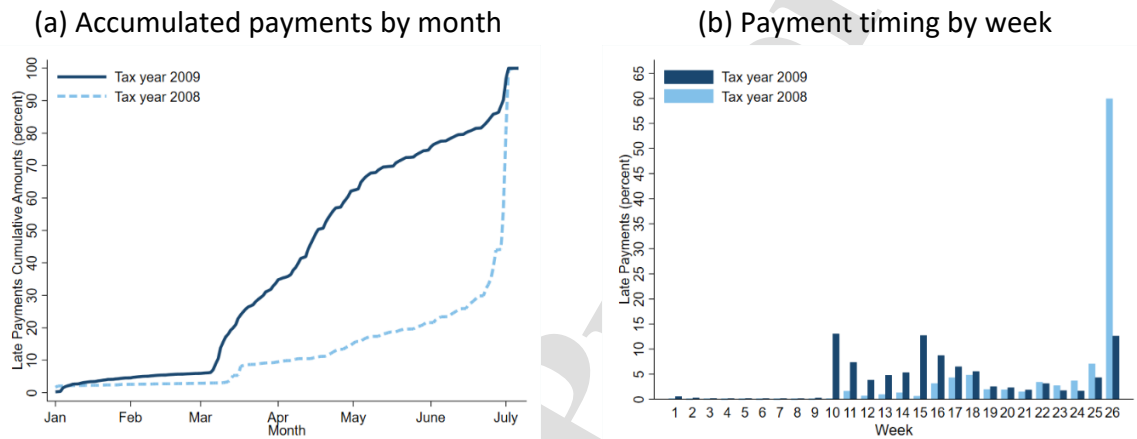 (a) Accumulated payments by month
Late Payments Cumulative Amounts (percent)
0 10 20 30 40 50 60 70 80 90 100
Tax year 2009
Tax year 2008
Jan Feb Mar Apr May June July
Month
(b) Payment timing by week
Late Payments (percent)
0 5 10 15 20 25 30 35 40 45 50 55 60 65
Tax year 2009
Tax year 2008
1 2 3 4 5 6 7 8 9 10 11 12 13 14 15 16 17 18 19 20 21 22 23 24 25 26
Week